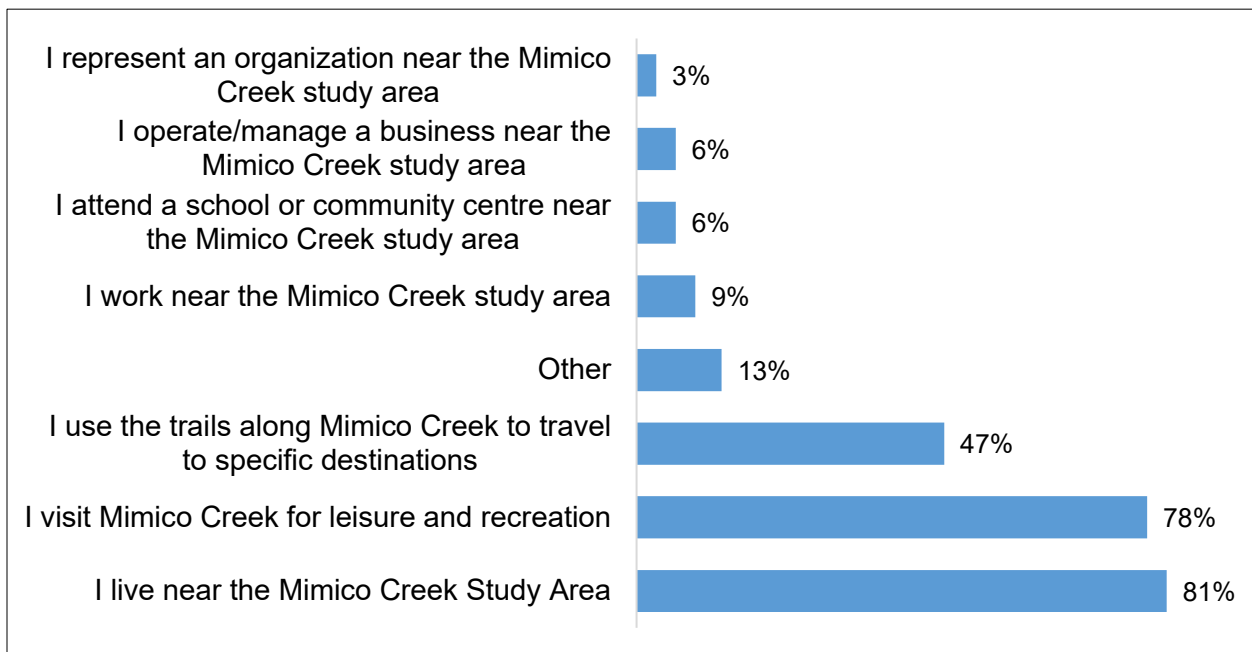 I represent an organization near the Mimico
Creek study area
3%
I operate/manage a business near the
Mimico Creek study area
6%
I attend a school or community centre near
the Mimico Creek study area
6%
I work near the Mimico Creek study area
9%
Other
13%
I use the trails along Mimico Creek to travel
to specific destinations
47%
I visit Mimico Creek for leisure and recreation
78%
I live near the Mimico Creek Study Area
81%